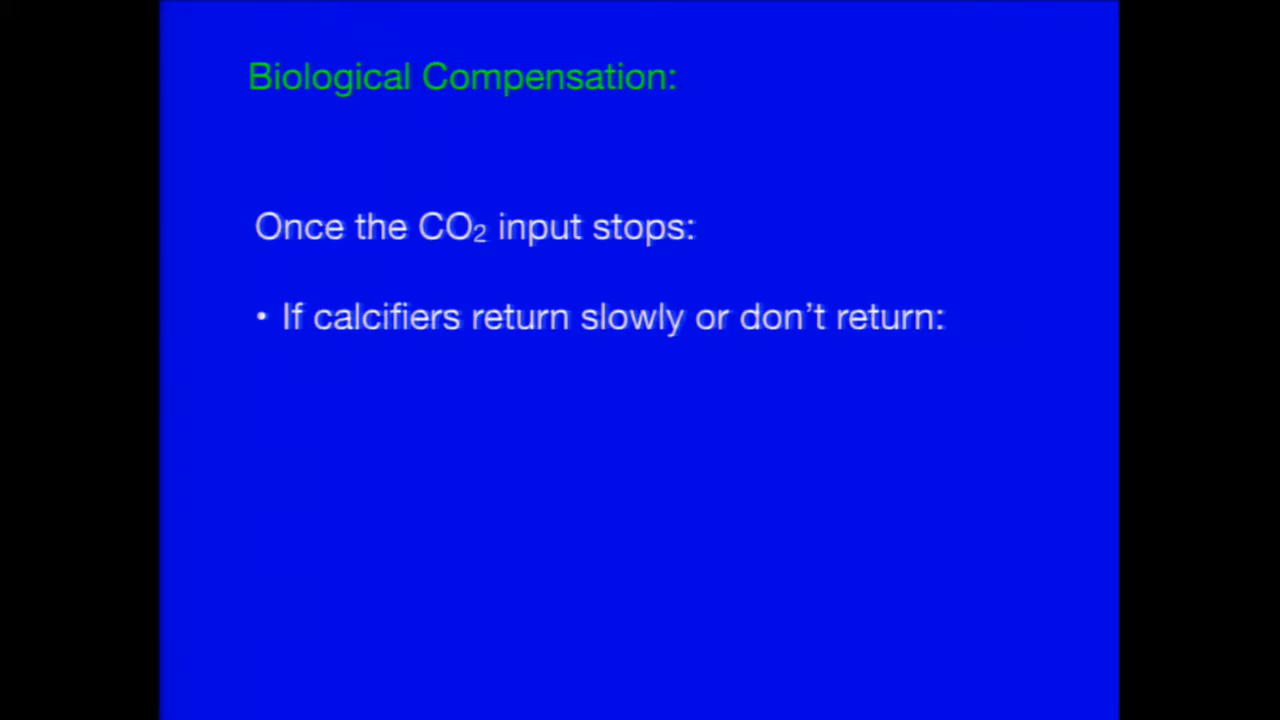 Biological Compensation:
Once the CO₂ input stops:
• If calcifiers return slowly or don’t return: